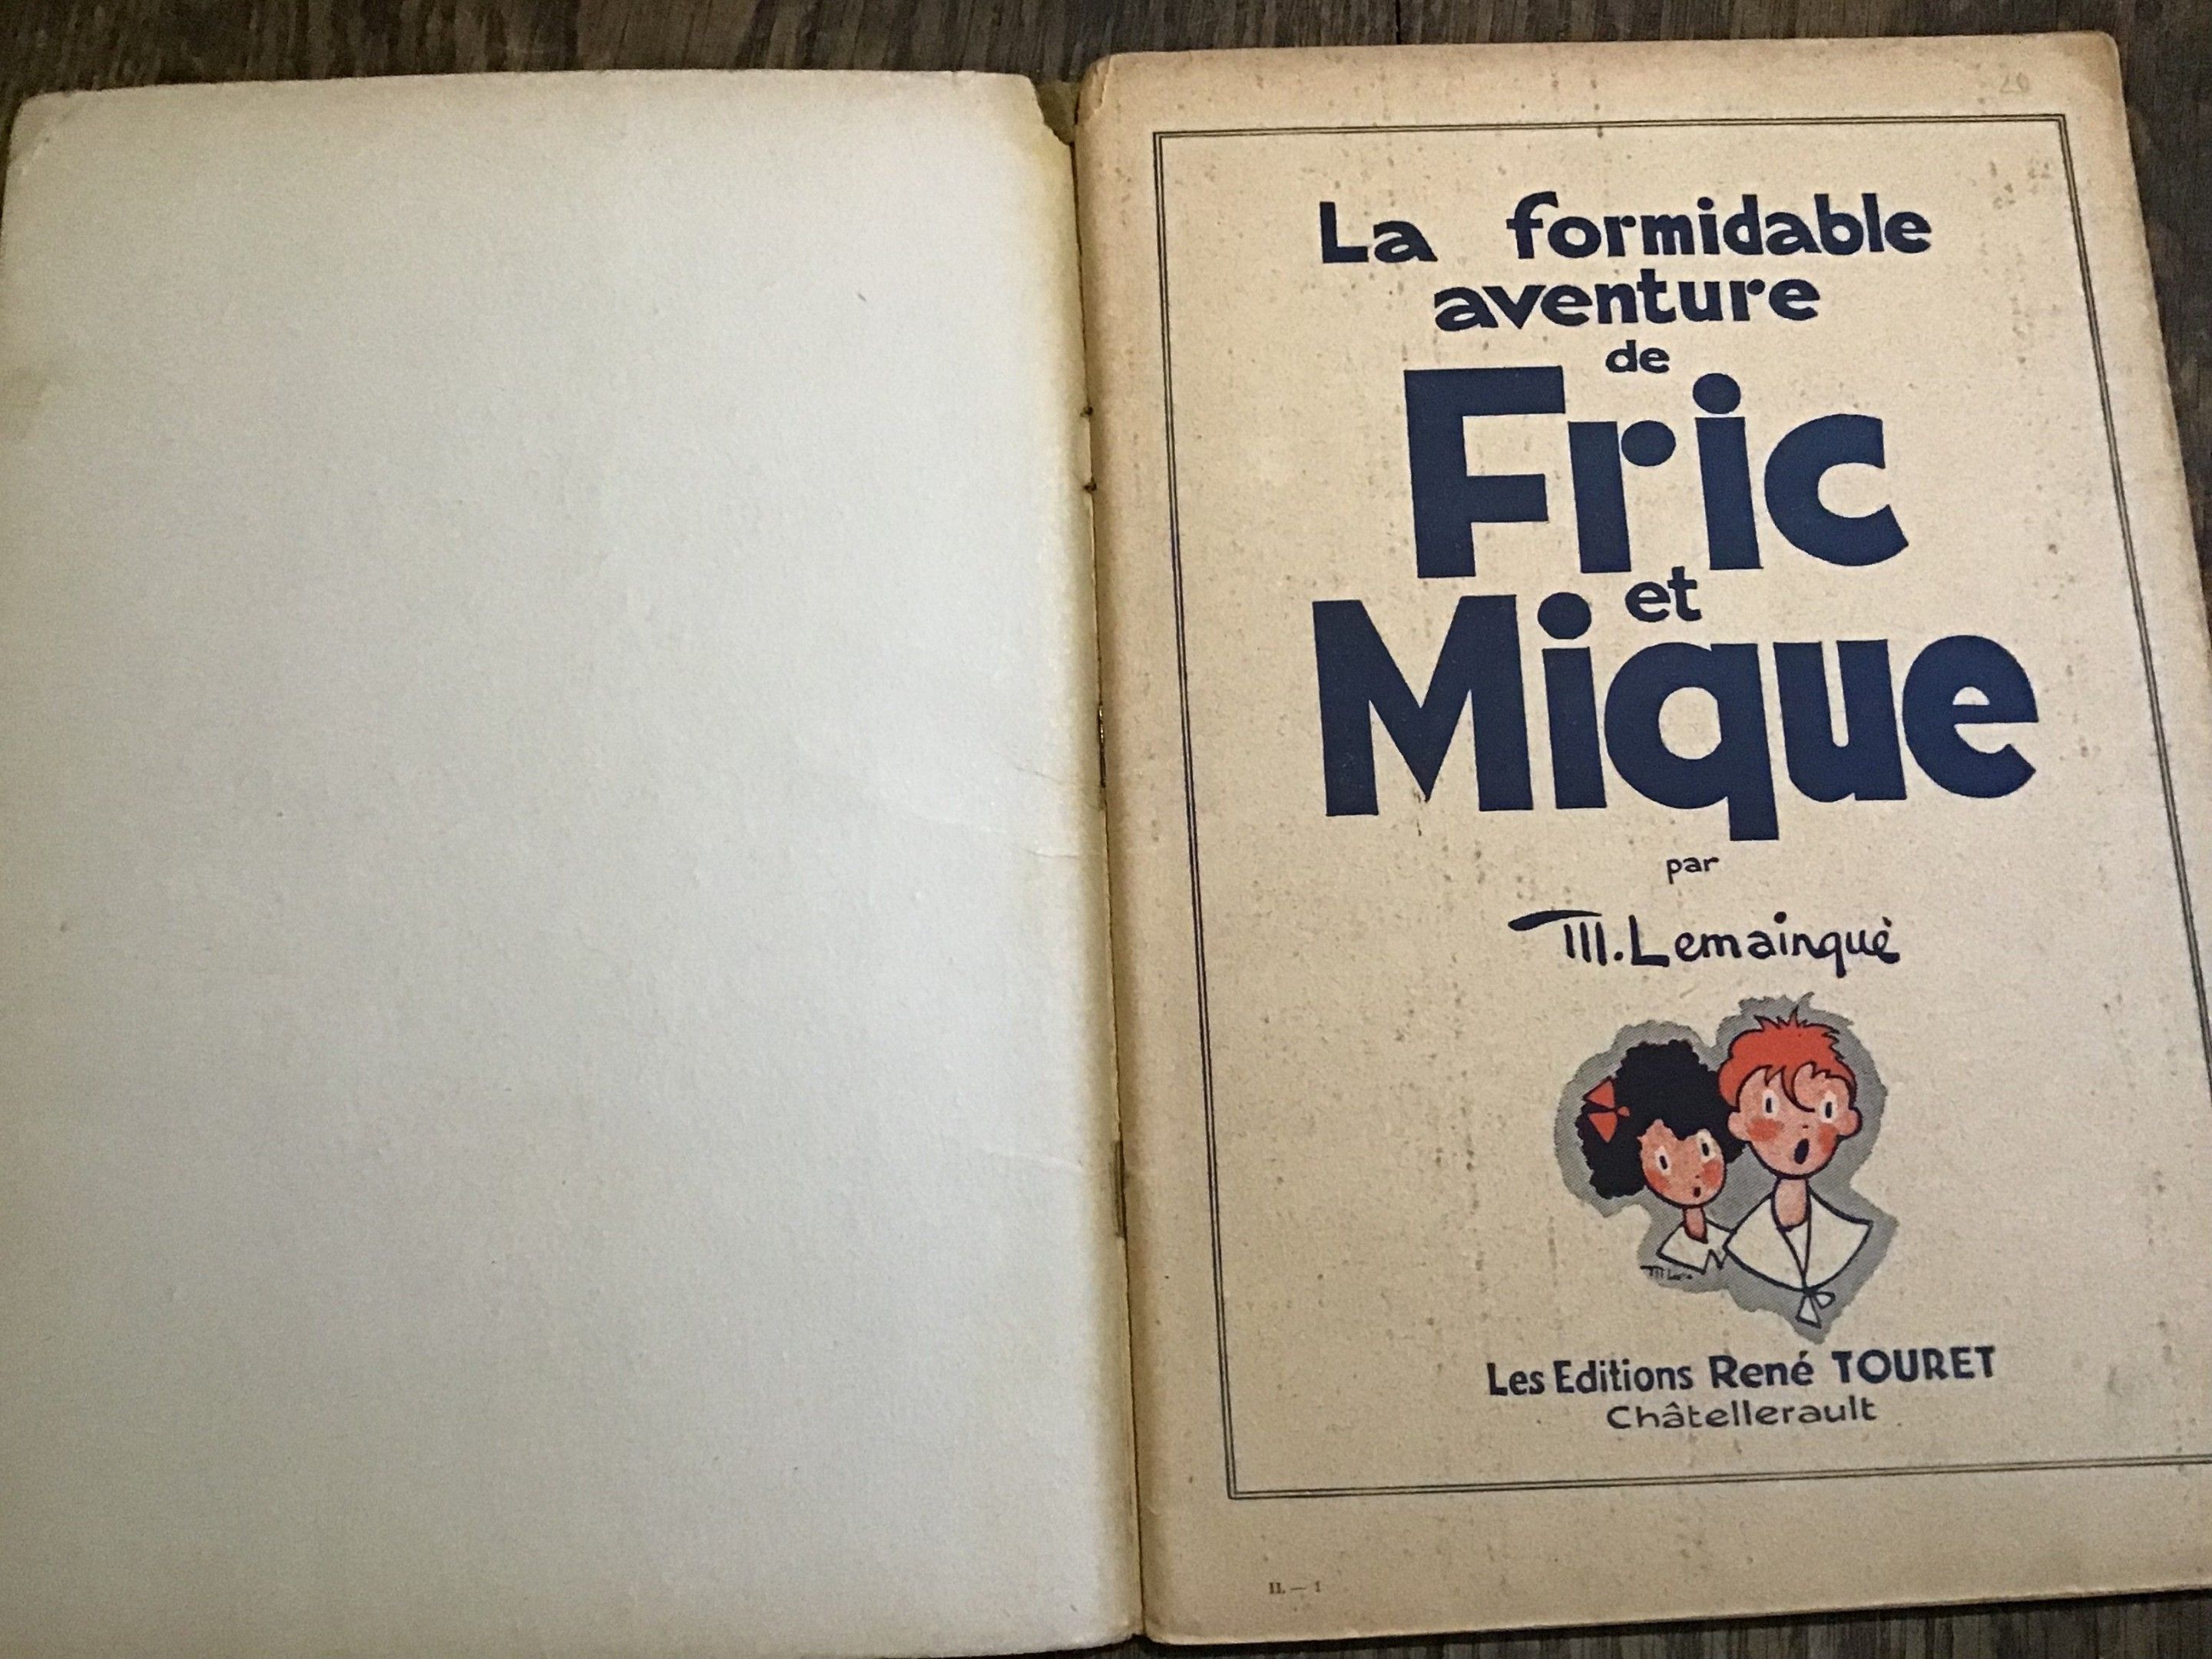 20
La formidable
aventure
de
Fric
et
Mique
par
M. Lemainqué
Les Editions René TOURET
Châtellerault
II. — 1